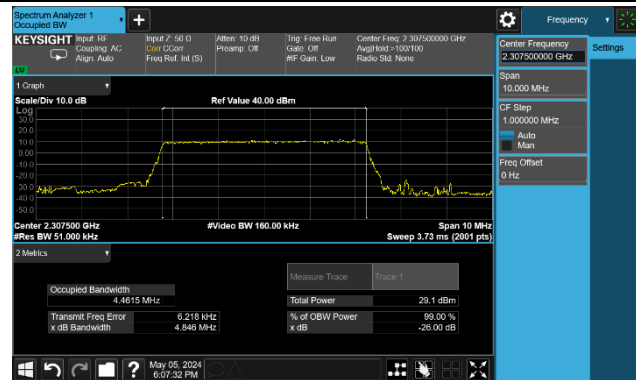 Spectrum Analyzer 1
Occupied BW
+
Frequency
KEYSIGHT
Input: RF
Coupling: AC
Align: Auto
Input Z: 50 Ω
Corr CCorr
Freq Ref: Int (S)
Atten: 10 dB
Preamp: Off
Trig: Free Run
Gate: Off
#IF Gain: Low
Center Freq: 2.307500000 GHz
Avg|Hold:>100/100
Radio Std: None
Center Frequency
2.307500000 GHz
Settings
Span
10.000 MHz
CF Step
1.000000 MHz
Auto
Man
Freq Offset
0 Hz
1 Graph
Scale/Div 10.0 dB
Ref Value 40.00 dBm
Log
30.0
20.0
10.0
0.00
-10.0
-20.0
-30.0
-40.0
-50.0
Center 2.307500 GHz
#Video BW 160.00 kHz
Span 10 MHz
#Res BW 51.000 kHz
Sweep 3.73 ms (2001 pts)
2 Metrics
Measure Trace
Trace 1
Occupied Bandwidth
4.4615 MHz
Total Power
29.1 dBm
Transmit Freq Error
6.218 kHz
% of OBW Power
99.00 %
x dB Bandwidth
4.846 MHz
x dB
-26.00 dB
?
May 05, 2024
6:07:32 PM